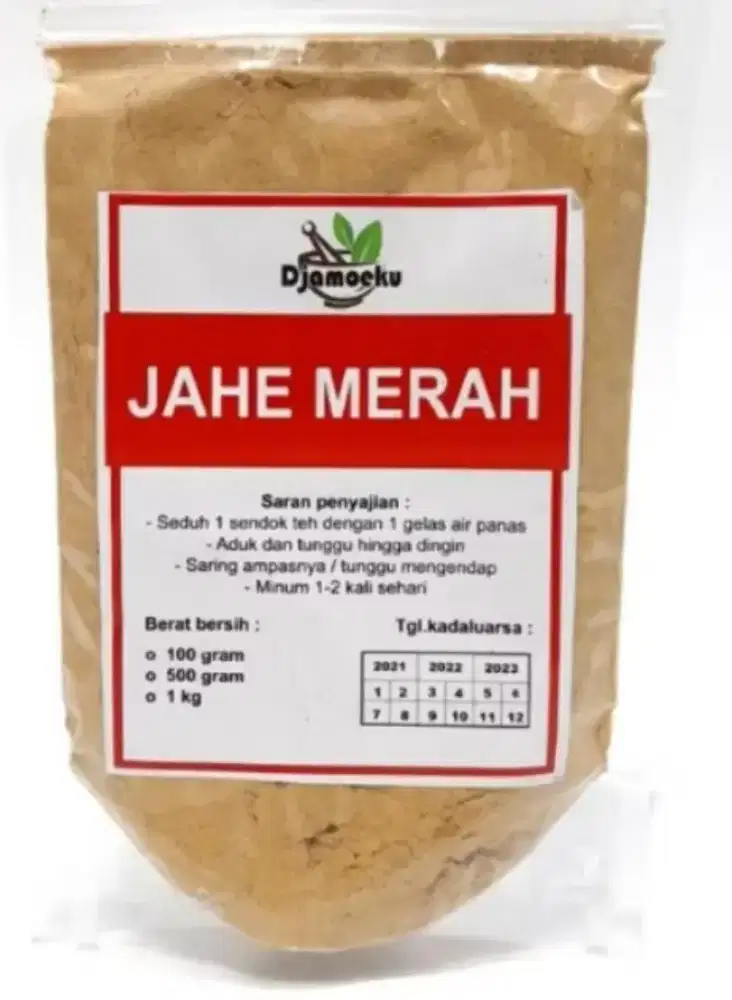 Djamoeku
JAHE MERAH
Saran penyajian :
- Seduh 1 sendok teh dengan 1 gelas air panas
- Aduk dan tunggu hingga dingin
- Saring ampasnya / tunggu mengendap
- Minum 1-2 kali sehari
Berat bersih :
o 100 gram
o 500 gram
o 1 kg
Tgl.kadaluarsa :
2021 2022 2023
1 2 3 4 5 6
7 8 9 10 11 12